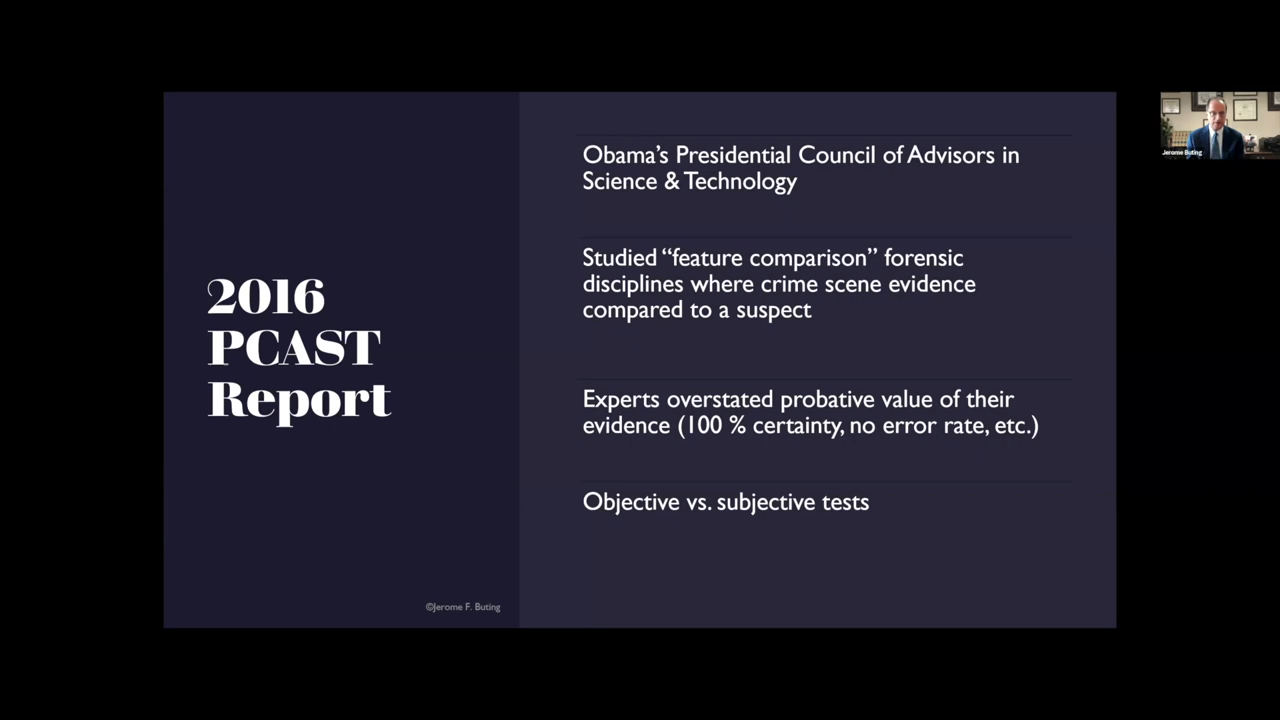 2016
PCAST
Report
©Jerome F. Buting
Obama's Presidential Council of Advisors in
Science & Technology
Studied “feature comparison” forensic
disciplines where crime scene evidence
compared to a suspect
Experts overstated probative value of their
evidence (100 % certainty, no error rate, etc.)
Objective vs. subjective tests
Jerome Buting